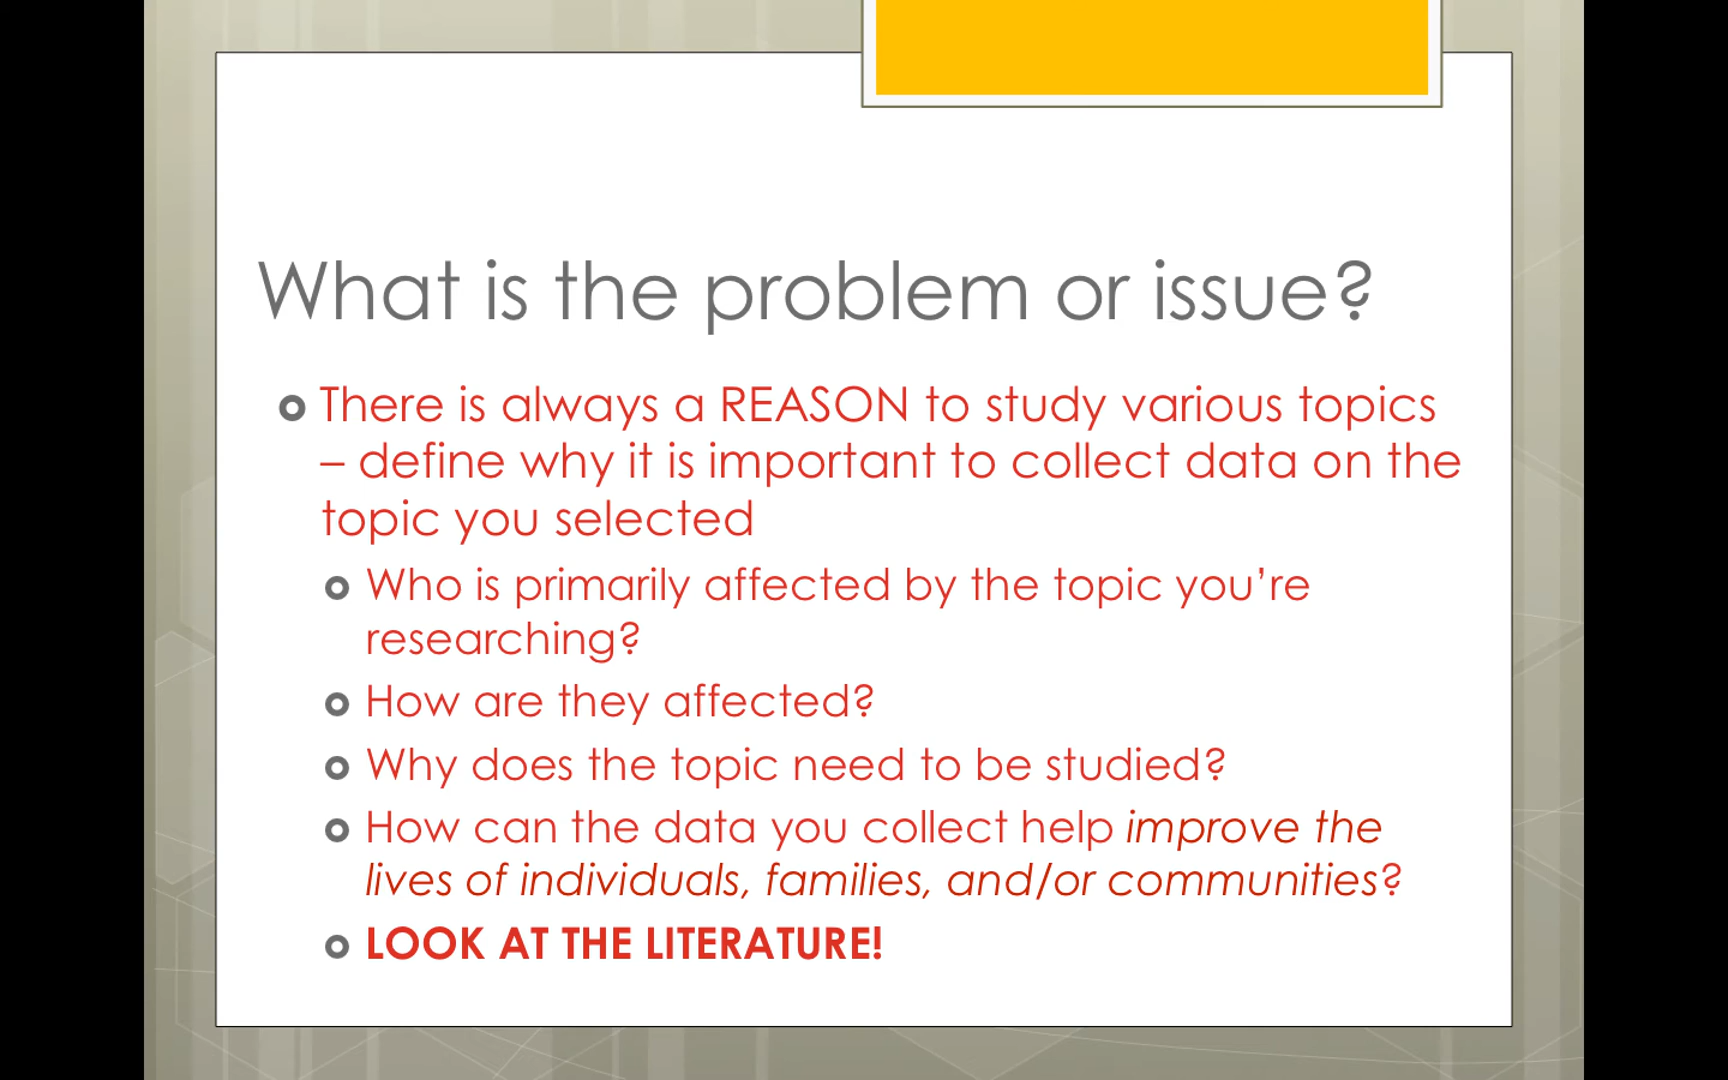 What is the problem or issue?
There is always a REASON to study various topics
– define why it is important to collect data on the
topic you selected
Who is primarily affected by the topic you’re
researching?
How are they affected?
Why does the topic need to be studied?
How can the data you collect help improve the
lives of individuals, families, and/or communities?
LOOK AT THE LITERATURE!